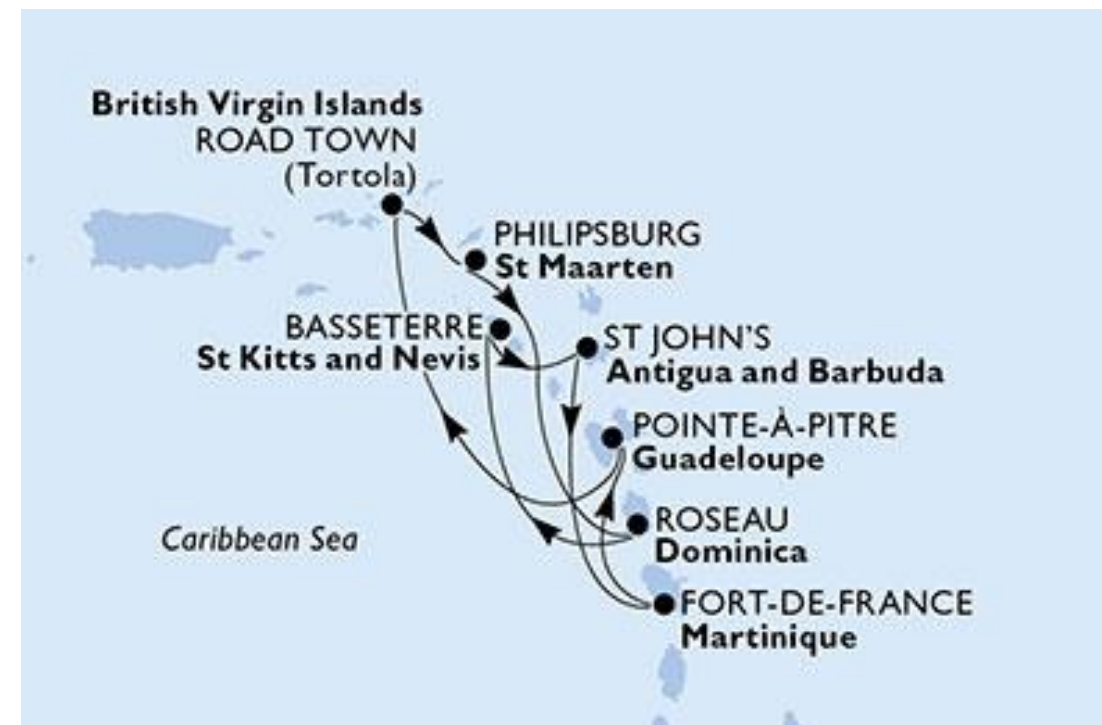 British Virgin Islands
ROAD TOWN
(Tortola)
PHILIPSBURG
St Maarten
BASSETERRE
St Kitts and Nevis
ST JOHN'S
Antigua and Barbuda
POINTE-À-PITRE
Guadeloupe
ROSEAU
Dominica
Caribbean Sea
FORT-DE-FRANCE
Martinique